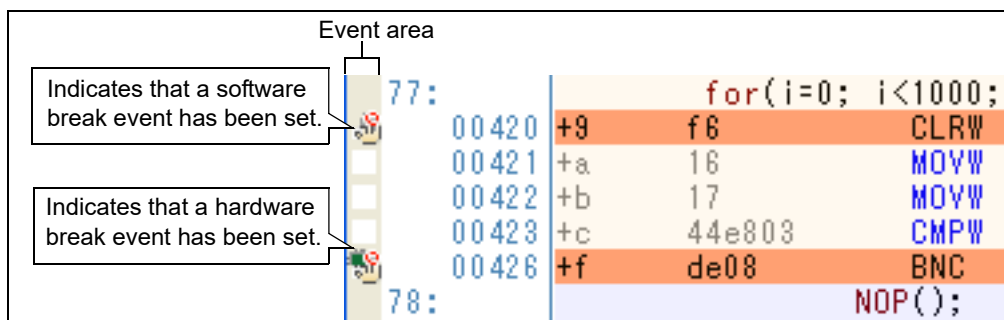 Event area
Indicates that a software
break event has been set.
77: for(i=0; i<1000;
00420 +9 f6 CLRW
00421 +a 16 MOVW
00422 +b 17 MOVW
Indicates that a hardware
break event has been set.
00423 +c 44e803 CMPW
00426 +f de08 BNC
78: NOP();